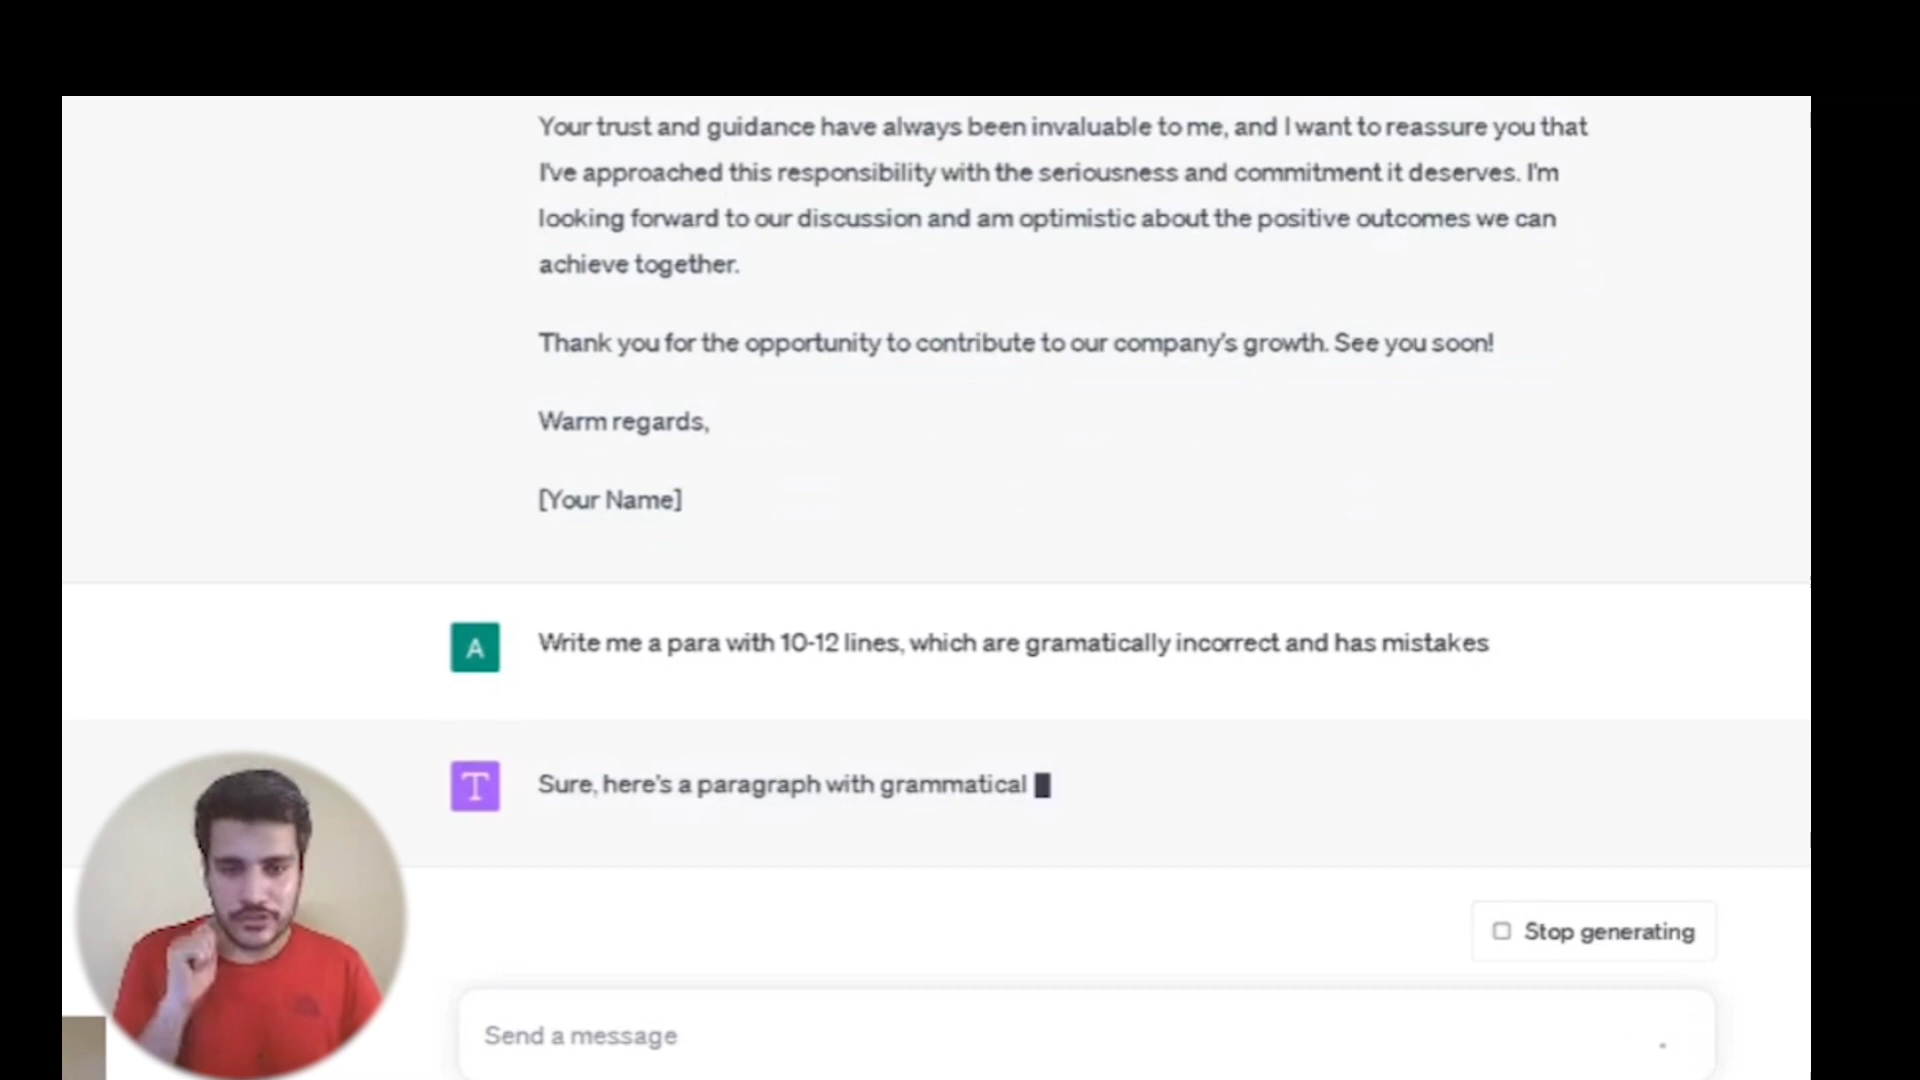 Your trust and guidance have always been invaluable to me, and I want to reassure you that
I've approached this responsibility with the seriousness and commitment it deserves. I'm
looking forward to our discussion and am optimistic about the positive outcomes we can
achieve together.
Thank you for the opportunity to contribute to our company's growth. See you soon!
Warm regards,
[Your Name]
A
Write me a para with 10-12 lines, which are gramatically incorrect and has mistakes
T
Sure, here's a paragraph with grammatical
Stop generating
Send a message